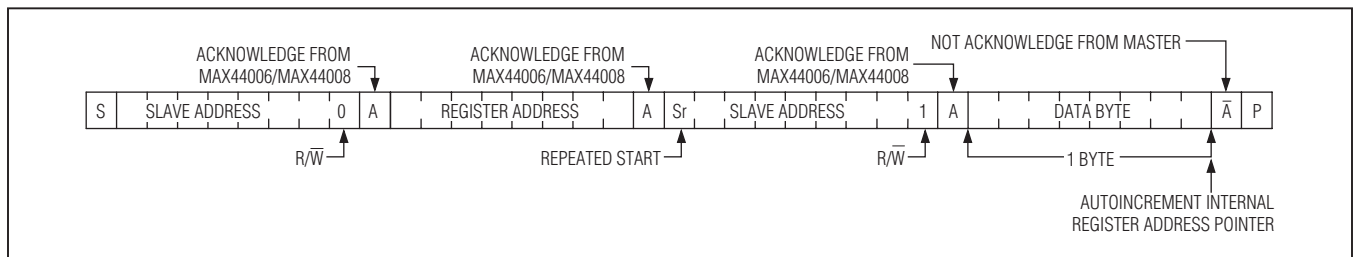 NOT ACKNOWLEDGE FROM MASTER
ACKNOWLEDGE FROM
MAX44006/MAX44008
ACKNOWLEDGE FROM
MAX44006/MAX44008
ACKNOWLEDGE FROM
MAX44006/MAX44008
S SLAVE ADDRESS 0 A REGISTER ADDRESS A Sr SLAVE ADDRESS 1 A DATA BYTE A̅ P
R/W̅ REPEATED START R/W̅ 1 BYTE
AUTOINCREMENT INTERNAL
REGISTER ADDRESS POINTER